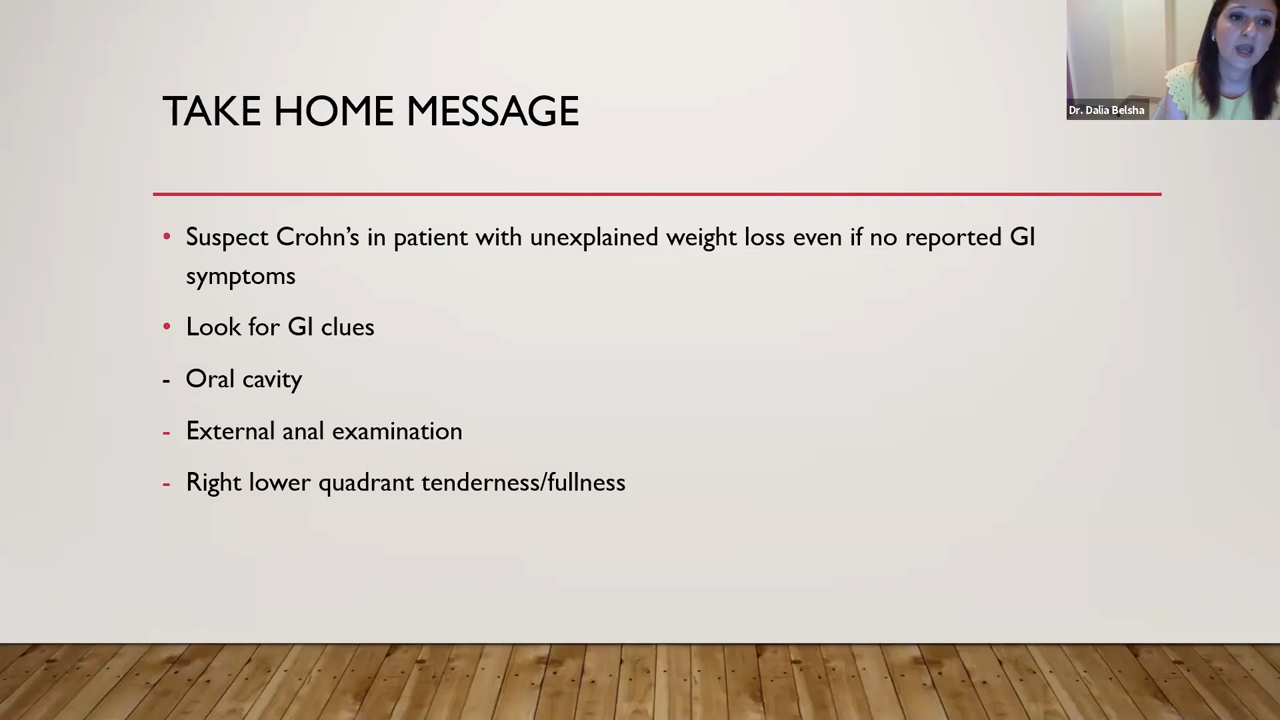 Dr. Dalia Belsha
TAKE HOME MESSAGE
• Suspect Crohn’s in patient with unexplained weight loss even if no reported GI
symptoms
• Look for GI clues
- Oral cavity
- External anal examination
- Right lower quadrant tenderness/fullness